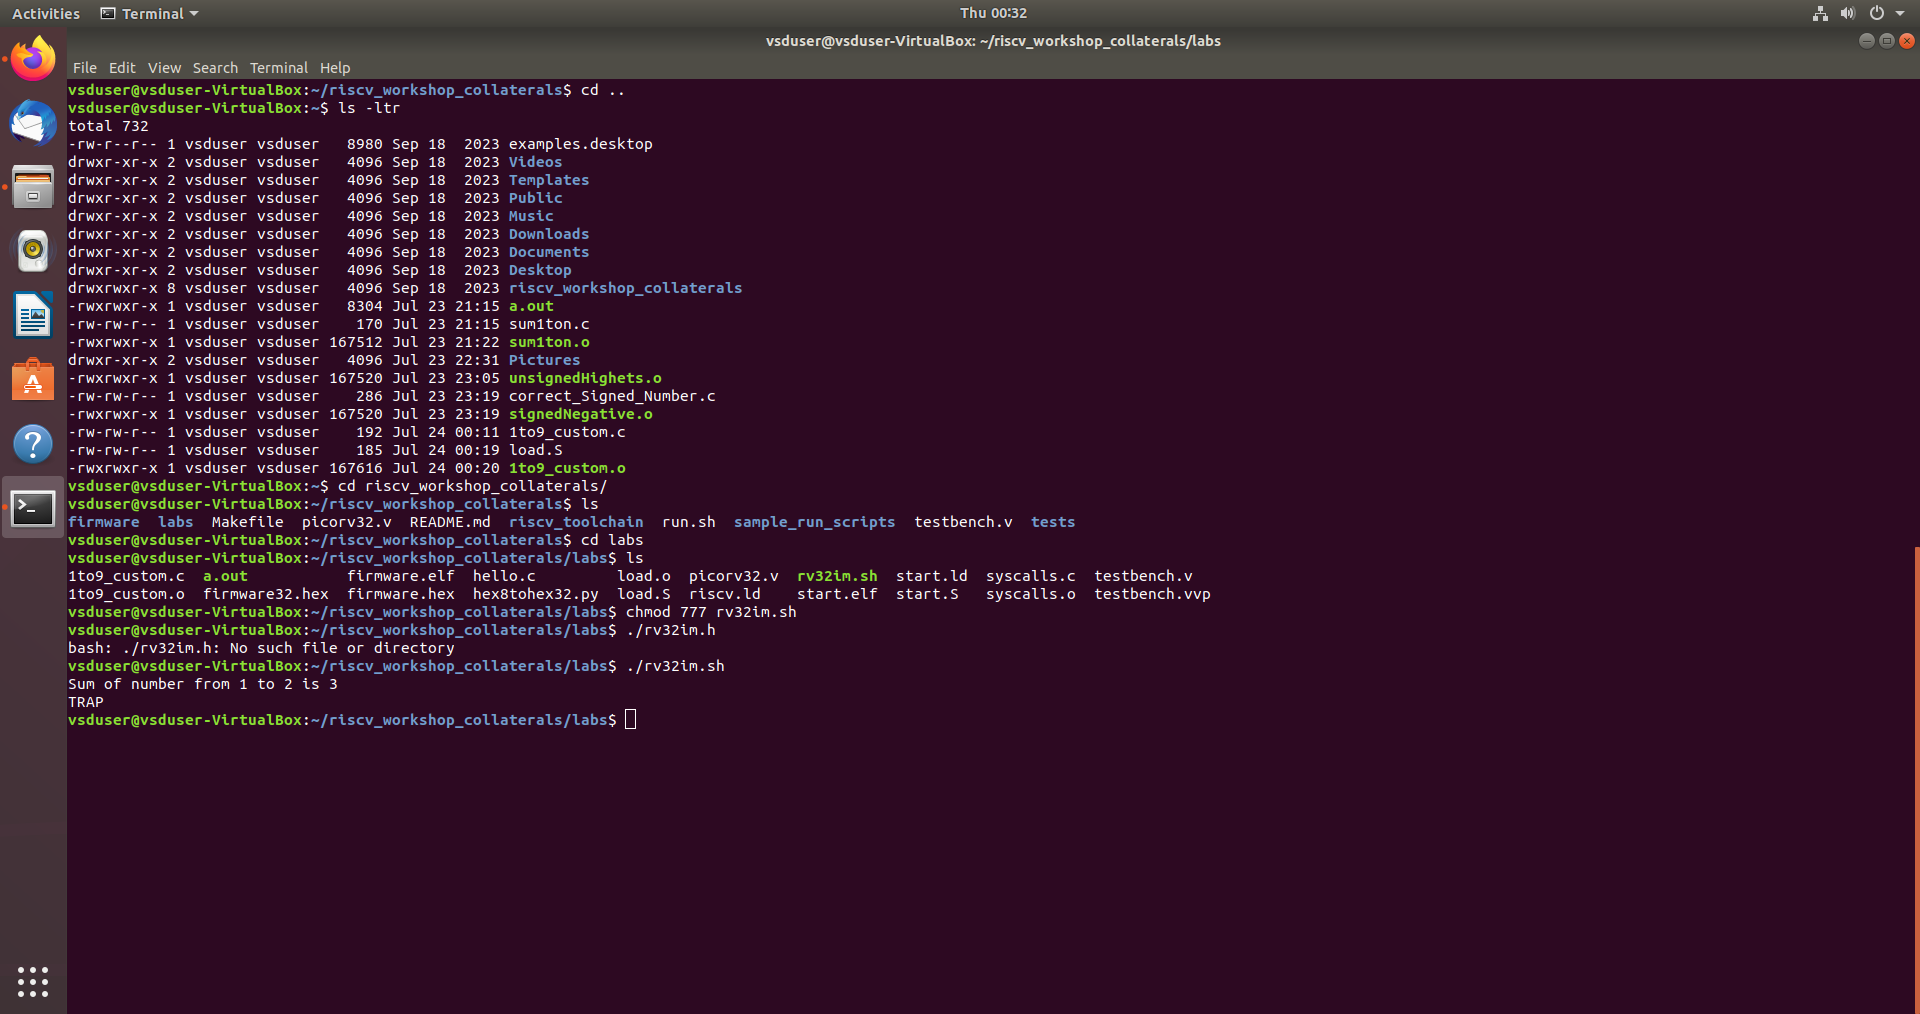 Activities Terminal Thu 00:32
vsduser@vsduser-VirtualBox: ~/riscv_workshop_collaterals/labs
File Edit View Search Terminal Help
vsduser@vsduser-VirtualBox:~/riscv_workshop_collaterals$ cd ..
vsduser@vsduser-VirtualBox:~$ ls -ltr
total 732
-rw-r--r-- 1 vsduser vsduser   8980 Sep 18  2023 examples.desktop
drwxr-xr-x 2 vsduser vsduser   4096 Sep 18  2023 Videos
drwxr-xr-x 2 vsduser vsduser   4096 Sep 18  2023 Templates
drwxr-xr-x 2 vsduser vsduser   4096 Sep 18  2023 Public
drwxr-xr-x 2 vsduser vsduser   4096 Sep 18  2023 Music
drwxr-xr-x 2 vsduser vsduser   4096 Sep 18  2023 Downloads
drwxr-xr-x 2 vsduser vsduser   4096 Sep 18  2023 Documents
drwxr-xr-x 2 vsduser vsduser   4096 Sep 18  2023 Desktop
drwxrwxr-x 8 vsduser vsduser   4096 Sep 18  2023 riscv_workshop_collaterals
-rwxrwxr-x 1 vsduser vsduser   8304 Jul 23 21:15 a.out
-rw-rw-r-- 1 vsduser vsduser    170 Jul 23 21:15 sum1ton.c
-rwxrwxr-x 1 vsduser vsduser 167512 Jul 23 21:22 sum1ton.o
drwxr-xr-x 2 vsduser vsduser   4096 Jul 23 22:31 Pictures
-rwxrwxr-x 1 vsduser vsduser 167520 Jul 23 23:05 unsignedHighets.o
-rw-rw-r-- 1 vsduser vsduser    286 Jul 23 23:19 correct_Signed_Number.c
-rwxrwxr-x 1 vsduser vsduser 167520 Jul 23 23:19 signedNegative.o
-rw-rw-r-- 1 vsduser vsduser    192 Jul 24 00:11 1to9_custom.c
-rw-rw-r-- 1 vsduser vsduser    185 Jul 24 00:19 load.S
-rwxrwxr-x 1 vsduser vsduser 167616 Jul 24 00:20 1to9_custom.o
vsduser@vsduser-VirtualBox:~$ cd riscv_workshop_collaterals/
vsduser@vsduser-VirtualBox:~/riscv_workshop_collaterals$ ls
firmware  labs  Makefile  picorv32.v  README.md  riscv_toolchain  run.sh  sample_run_scripts  testbench.v  tests
vsduser@vsduser-VirtualBox:~/riscv_workshop_collaterals$ cd labs
vsduser@vsduser-VirtualBox:~/riscv_workshop_collaterals/labs$ ls
1to9_custom.c  a.out           firmware.elf  hello.c         load.o  picorv32.v  rv32im.sh  start.ld  syscalls.c  testbench.v
1to9_custom.o  firmware32.hex  firmware.hex  hex8tohex32.py  load.S  riscv.ld    start.elf  start.S   syscalls.o  testbench.vvp
vsduser@vsduser-VirtualBox:~/riscv_workshop_collaterals/labs$ chmod 777 rv32im.sh
vsduser@vsduser-VirtualBox:~/riscv_workshop_collaterals/labs$ ./rv32im.h
bash: ./rv32im.h: No such file or directory
vsduser@vsduser-VirtualBox:~/riscv_workshop_collaterals/labs$ ./rv32im.sh
Sum of number from 1 to 2 is 3
TRAP
vsduser@vsduser-VirtualBox:~/riscv_workshop_collaterals/labs$